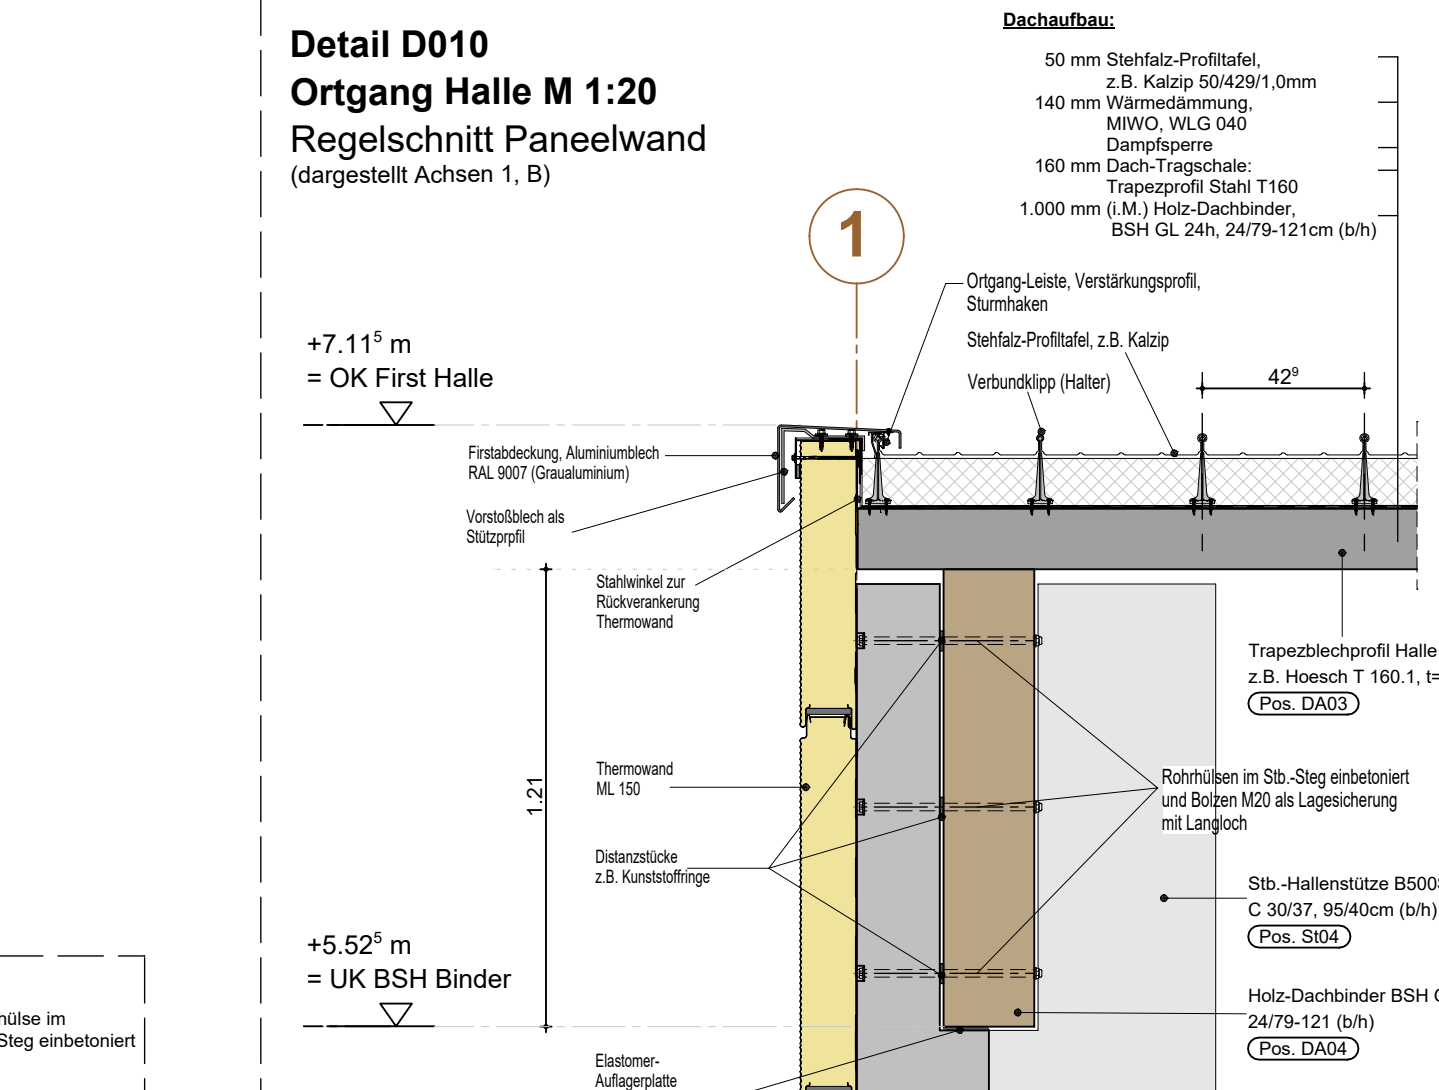 Detail D010
Ortgang Halle M 1:20
Regelschnitt Paneelwand
(dargestellt Achsen 1, B)
Dachaufbau:
50 mm Stehfalz-Profiltafel,
z.B. Kalzip 50/429/1,0mm
140 mm Wärmedämmung,
MIWO, WLG 040
Dampfsperre
160 mm Dach-Tragschale:
Trapezprofil Stahl T160
1.000 mm (i.M.) Holz-Dachbinder,
BSH GL 24h, 24/79-121cm (b/h)
1
Ortgang-Leiste, Verstärkungsprofil,
Sturmhaken
Stehfalz-Profiltafel, z.B. Kalzip
Verbundklipp (Halter)
42⁹
+7.11⁵ m
= OK First Halle
Firstabdeckung, Aluminiumblech
RAL 9007 (Graualuminium)
Vorstoßblech als
Stützprpfil
Stahlwinkel zur
Rückverankerung
Thermowand
Trapezblechprofil Halle
z.B. Hoesch T 160.1, t=
Pos. DA03
1.21
Thermowand
ML 150
Rohrhülsen im Stb.-Steg einbetoniert
und Bolzen M20 als Lagesicherung
mit Langloch
Distanzstücke
z.B. Kunststoffringe
Stb.-Hallenstütze B500
C 30/37, 95/40cm (b/h)
Pos. St04
+5.52⁵ m
= UK BSH Binder
Holz-Dachbinder BSH
24/79-121 (b/h)
Pos. DA04
hülse im
Steg einbetoniert
Elastomer-
Auflagerplatte